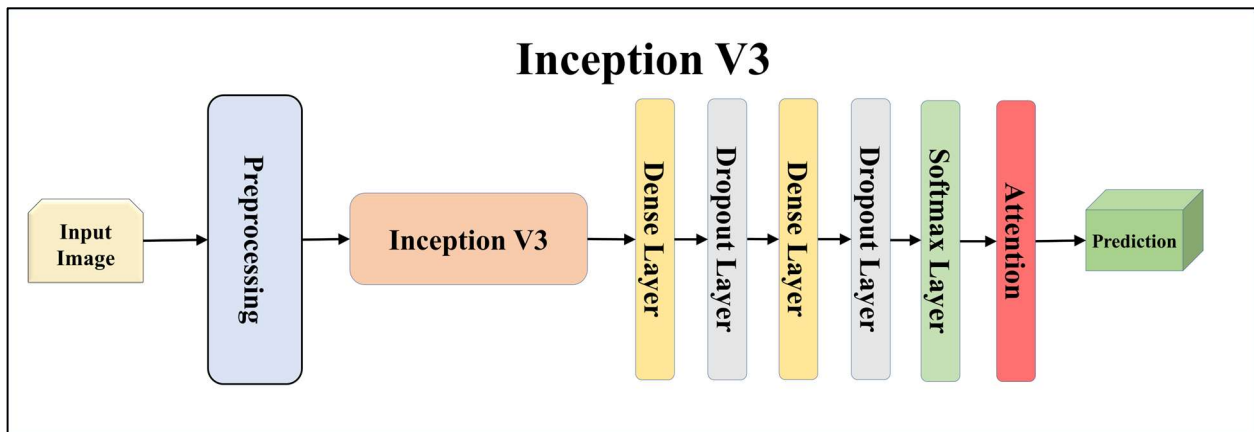 Inception V3
Input
Image
Preprocessing
Inception V3
Dense Layer
Dropout Layer
Dense Layer
Dropout Layer
Softmax Layer
Attention
Prediction